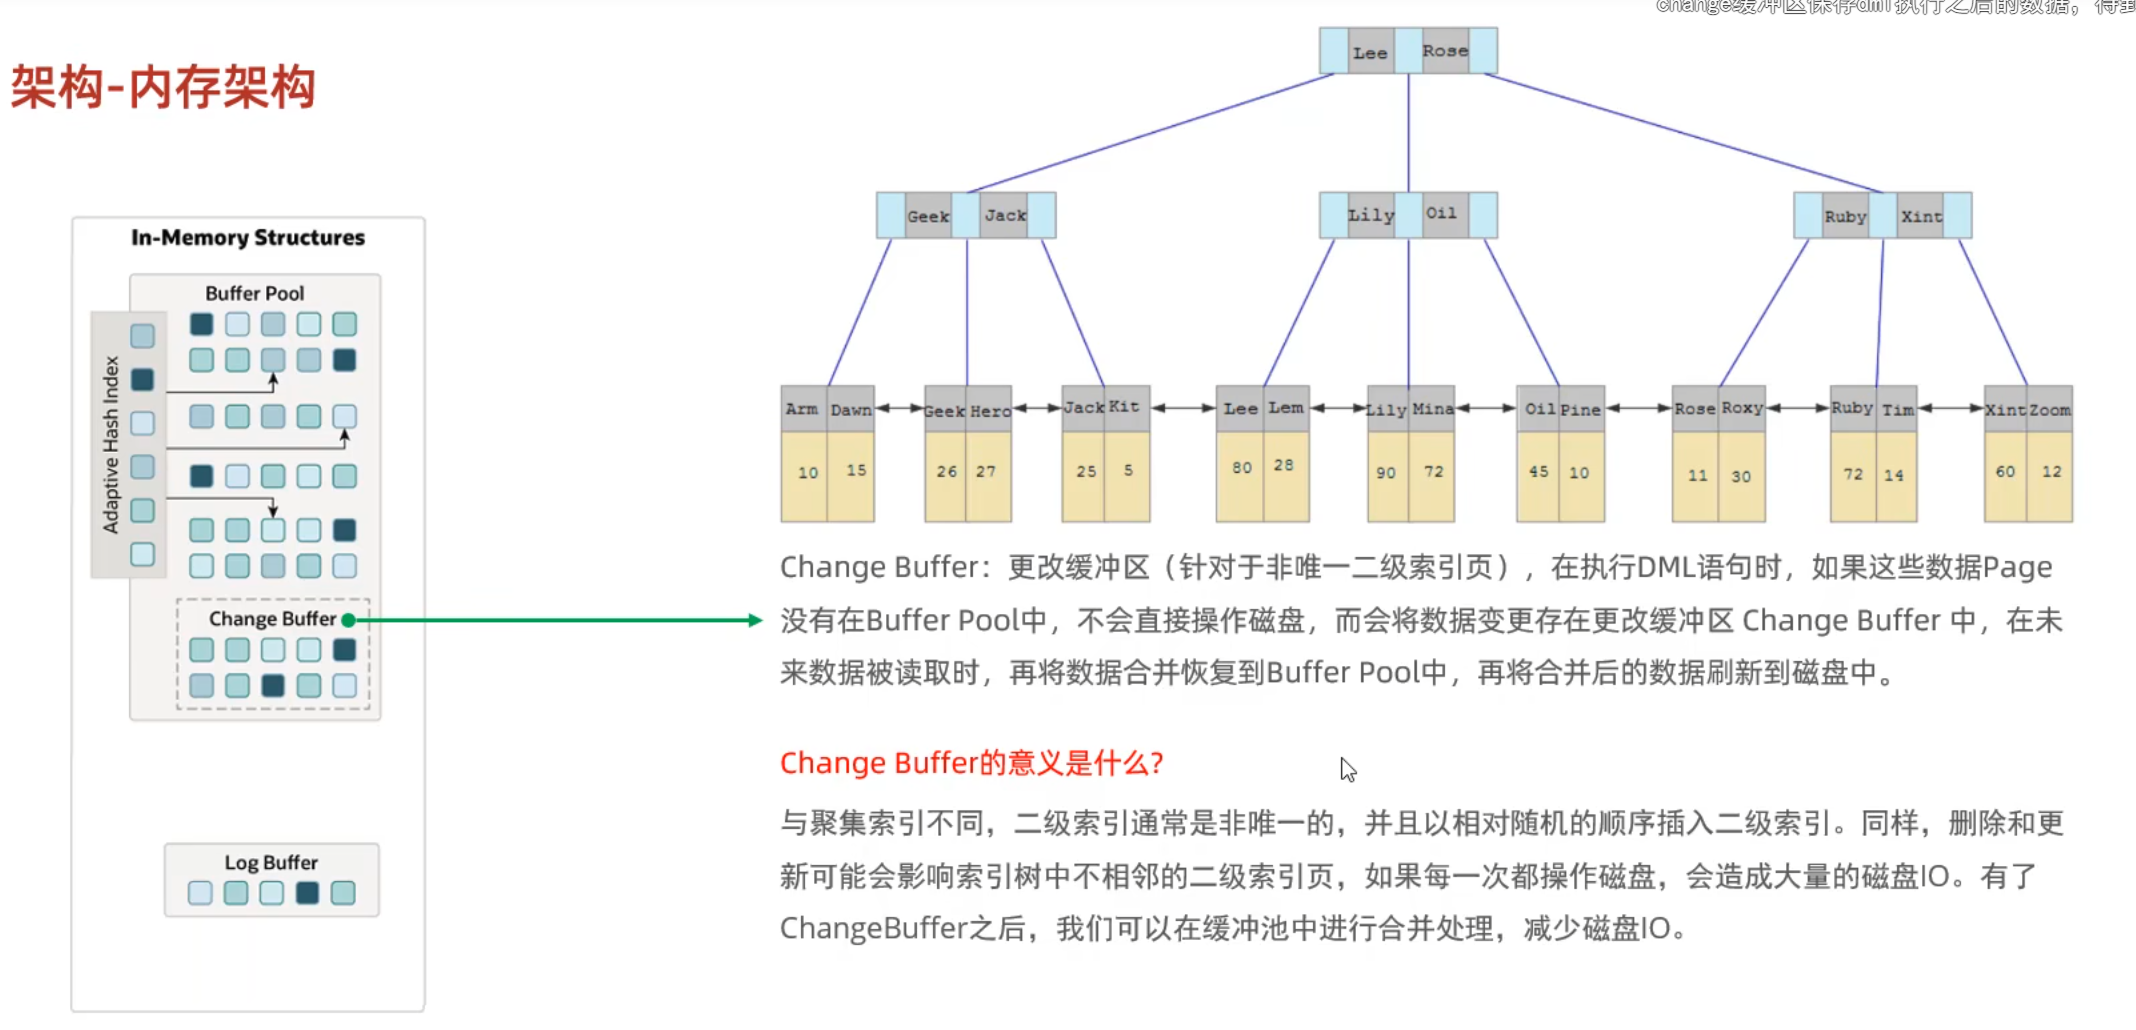 change缓冲区保存dml执行之后的数据，得到
架构-内存架构
Lee Rose
Geek Jack Lily Oil Ruby Xint
In-Memory Structures
Buffer Pool
Adaptive Hash Index
Arm Dawn Geek Hero Jack Kit Lee Lem Lily Mina Oil Pine Rose Roxy Ruby Tim Xint Zoom
10 15 26 27 25 5 80 28 90 72 45 10 11 30 72 14 60 12
Change Buffer
Log Buffer
Change Buffer：更改缓冲区（针对于非唯一二级索引页），在执行DML语句时，如果这些数据Page
没有在Buffer Pool中，不会直接操作磁盘，而会将数据变更存在更改缓冲区 Change Buffer 中，在未
来数据被读取时，再将数据合并恢复到Buffer Pool中，再将合并后的数据刷新到磁盘中。
Change Buffer的意义是什么?
与聚集索引不同，二级索引通常是非唯一的，并且以相对随机的顺序插入二级索引。同样，删除和更
新可能会影响索引树中不相邻的二级索引页，如果每一次都操作磁盘，会造成大量的磁盘IO。有了
ChangeBuffer之后，我们可以在缓冲池中进行合并处理，减少磁盘IO。